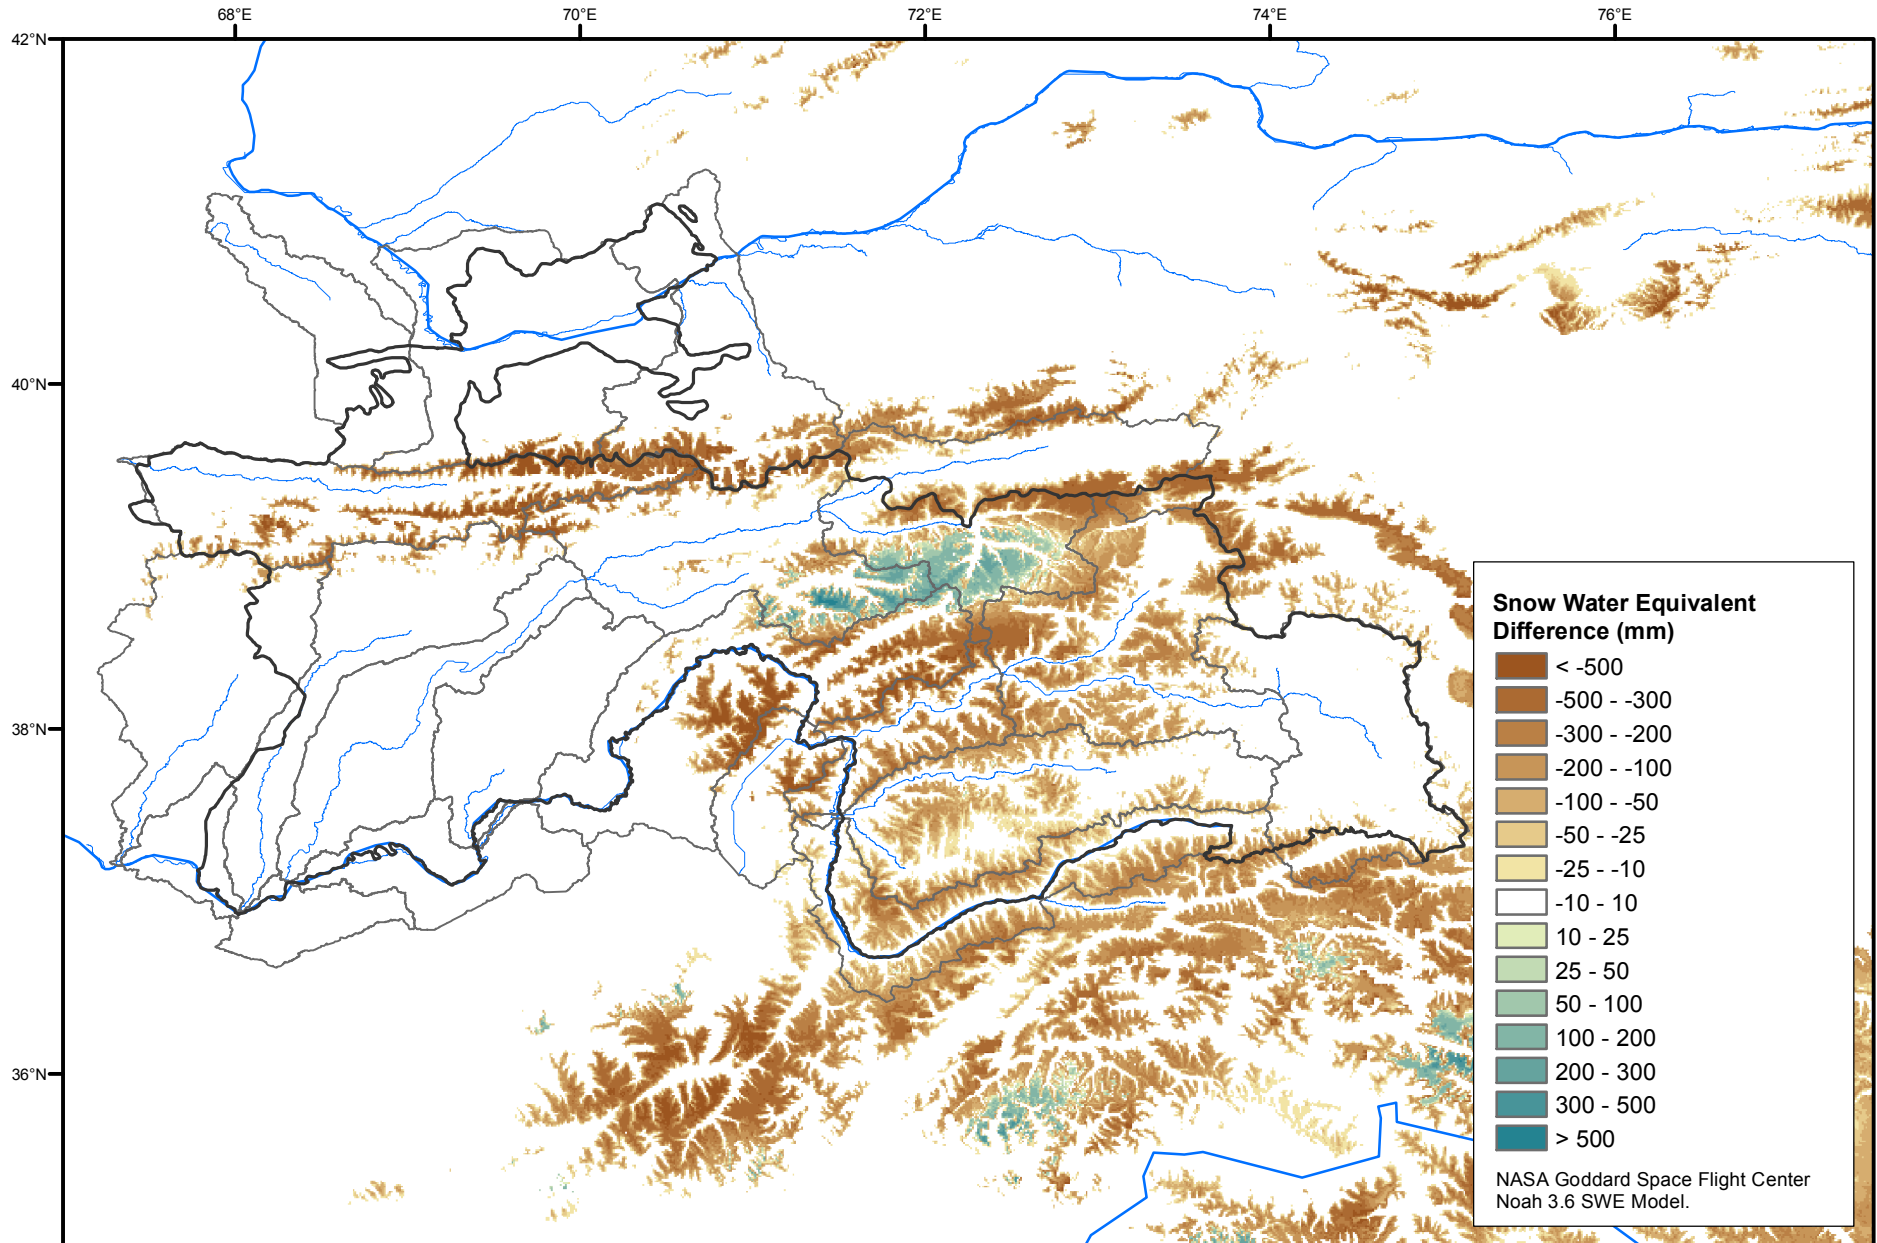 68°E
70°E
72°E
74°E
76°E
42°N
40°N
38°N
36°N
Snow Water Equivalent
Difference (mm)
< -500
-500 - -300
-300 - -200
-200 - -100
-100 - -50
-50 - -25
-25 - -10
-10 - 10
10 - 25
25 - 50
50 - 100
100 - 200
200 - 300
300 - 500
> 500
NASA Goddard Space Flight Center
Noah 3.6 SWE Model.